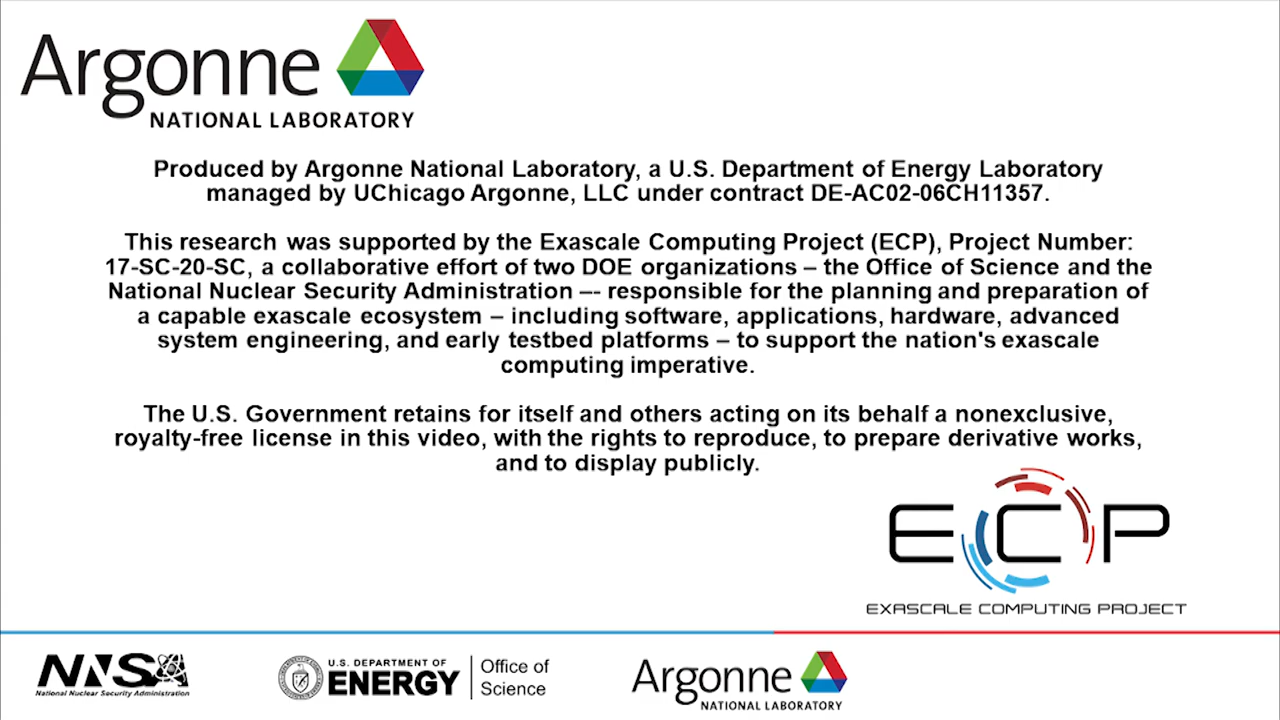 Argonne
NATIONAL LABORATORY
Produced by Argonne National Laboratory, a U.S. Department of Energy Laboratory
managed by UChicago Argonne, LLC under contract DE-AC02-06CH11357.
This research was supported by the Exascale Computing Project (ECP), Project Number:
17-SC-20-SC, a collaborative effort of two DOE organizations – the Office of Science and the
National Nuclear Security Administration –- responsible for the planning and preparation of
a capable exascale ecosystem – including software, applications, hardware, advanced
system engineering, and early testbed platforms – to support the nation's exascale
computing imperative.
The U.S. Government retains for itself and others acting on its behalf a nonexclusive,
royalty-free license in this video, with the rights to reproduce, to prepare derivative works,
and to display publicly.
ECP
EXASCALE COMPUTING PROJECT
NNSA
National Nuclear Security Administration
U.S. DEPARTMENT OF
ENERGY
Office of
Science
Argonne
NATIONAL LABORATORY